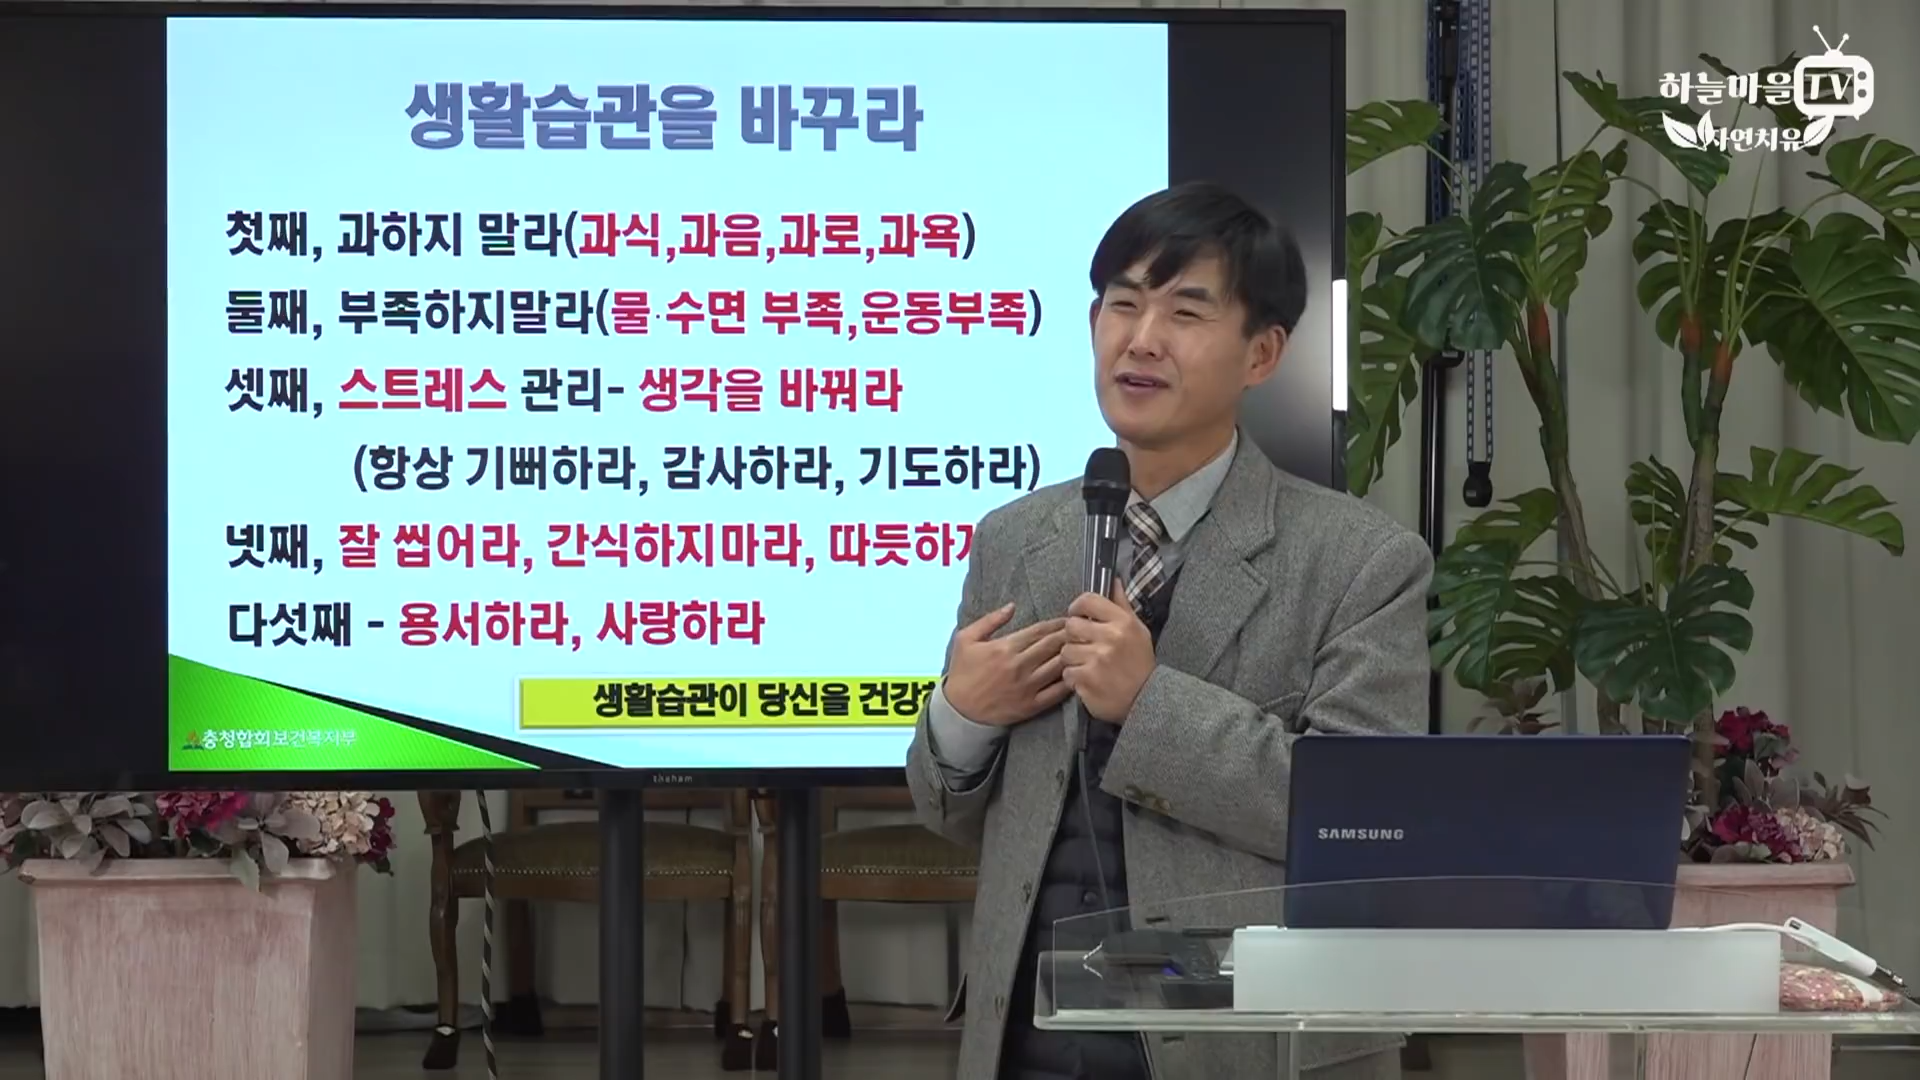 생활습관을 바꾸라
첫째, 과하지 말라(과식,과음,과로,과욕)
둘째, 부족하지말라(물·수면 부족,운동부족)
셋째, 스트레스 관리- 생각을 바꿔라
(항상 기뻐하라, 감사하라, 기도하라)
넷째, 잘 씹어라, 간식하지마라, 따듯하게
다섯째 - 용서하라, 사랑하라
생활습관이 당신을
충청합회보건복지부
하늘마을TV
자연치유
SAMSUNG